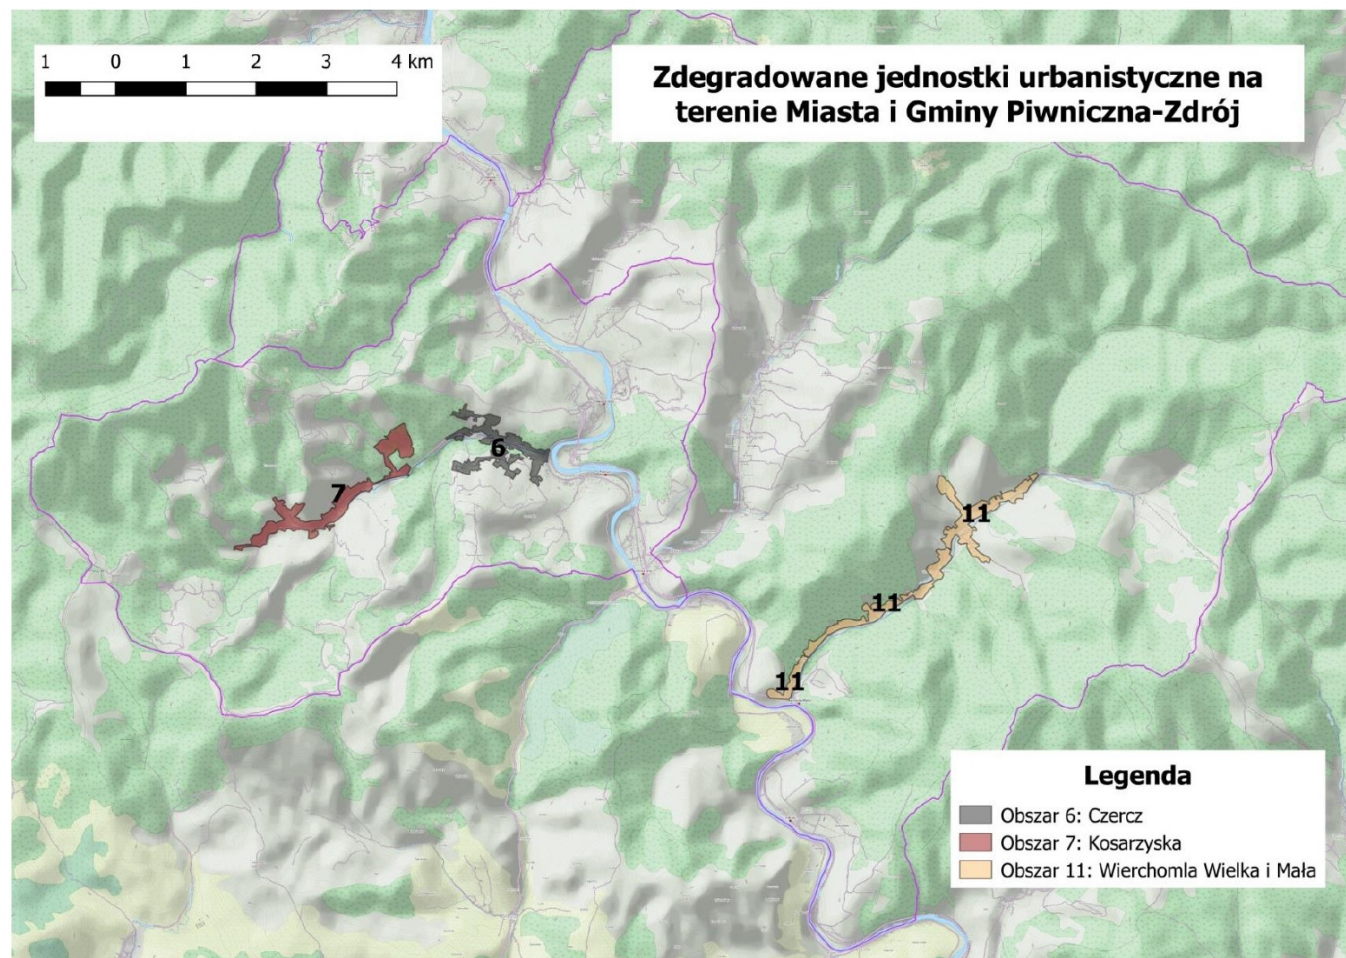 1 0 1 2 3 4 km
Zdegradowane jednostki urbanistyczne na
terenie Miasta i Gminy Piwniczna-Zdrój
6
7
11
11
11
Legenda
Obszar 6: Czercz
Obszar 7: Kosarzyska
Obszar 11: Wierchomla Wielka i Mała